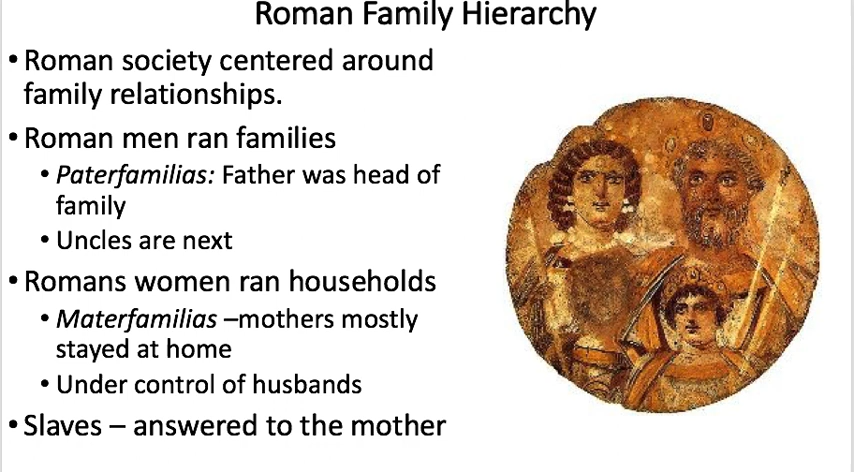 Roman Family Hierarchy
• Roman society centered around
family relationships.
• Roman men ran families
• Paterfamilias: Father was head of
family
• Uncles are next
• Romans women ran households
• Materfamilias –mothers mostly
stayed at home
• Under control of husbands
• Slaves – answered to the mother